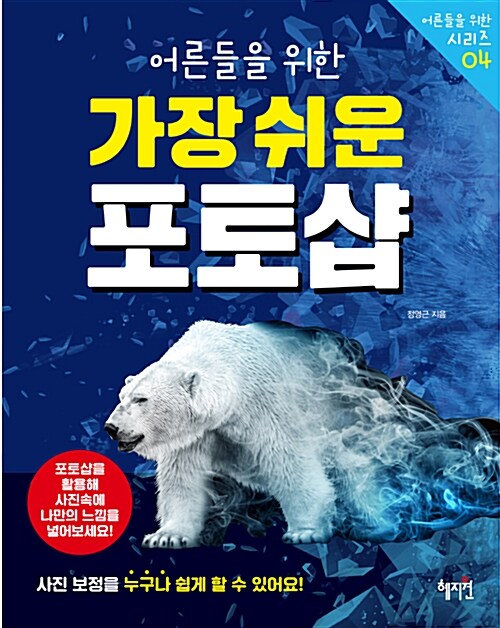 어른들을 위한
시리즈
04
어른들을 위한
가장 쉬운
포토샵
정영근 지음
포토샵을
활용해
사진속에
나만의 느낌을
넣어보세요!
사진 보정을 누구나 쉽게 할 수 있어요!
혜지원